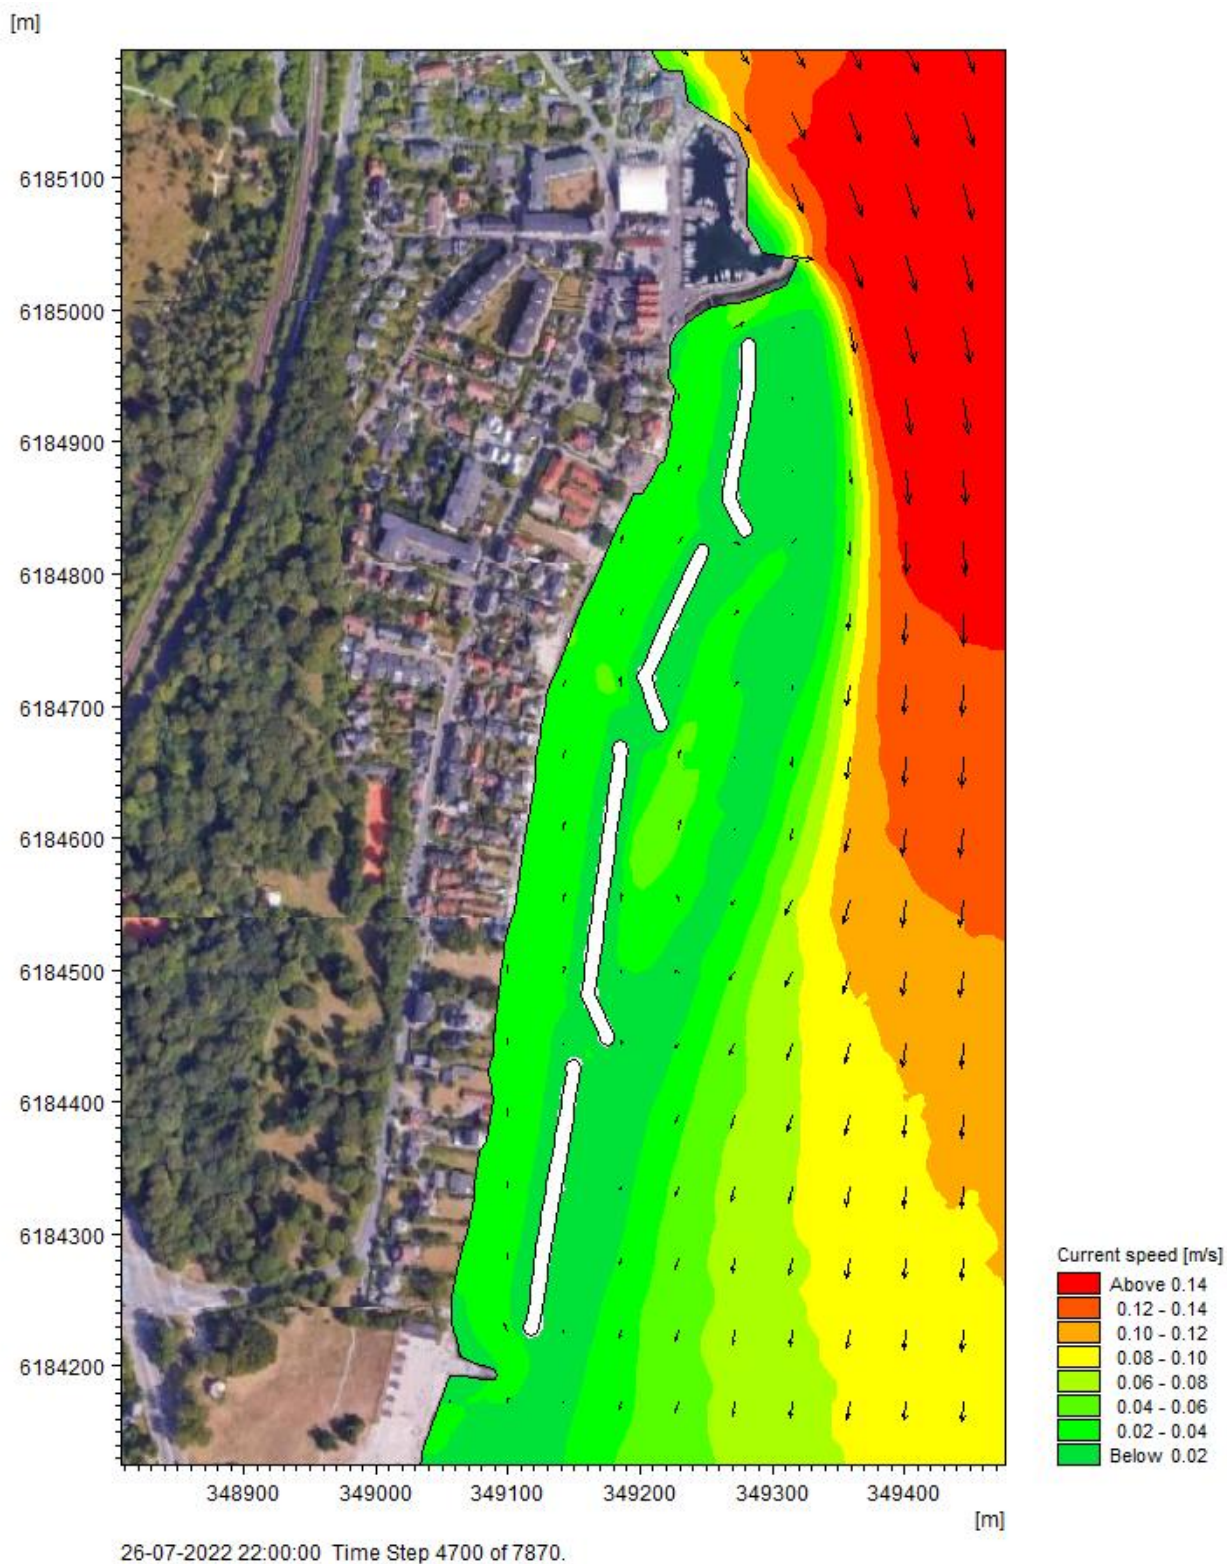 [m]
6185100
6185000
6184900
6184800
6184700
6184600
6184500
6184400
6184300
6184200
348900 349000 349100 349200 349300 349400
[m]
Current speed [m/s]
Above 0.14
0.12 - 0.14
0.10 - 0.12
0.08 - 0.10
0.06 - 0.08
0.04 - 0.06
0.02 - 0.04
Below 0.02
26-07-2022 22:00:00 Time Step 4700 of 7870.